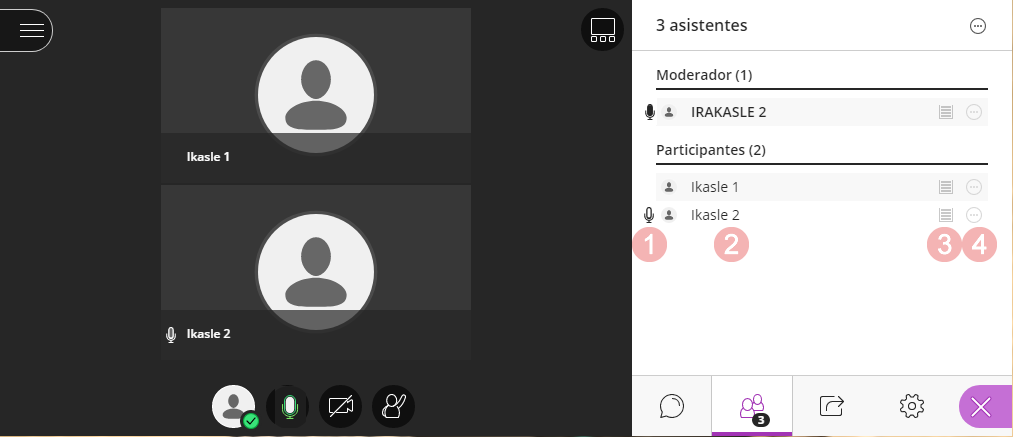 Ikasle 1
Ikasle 2
3 asistentes
Moderador (1)
IRAKASLE 2
Participantes (2)
Ikasle 1
Ikasle 2
1 2 3 4
3